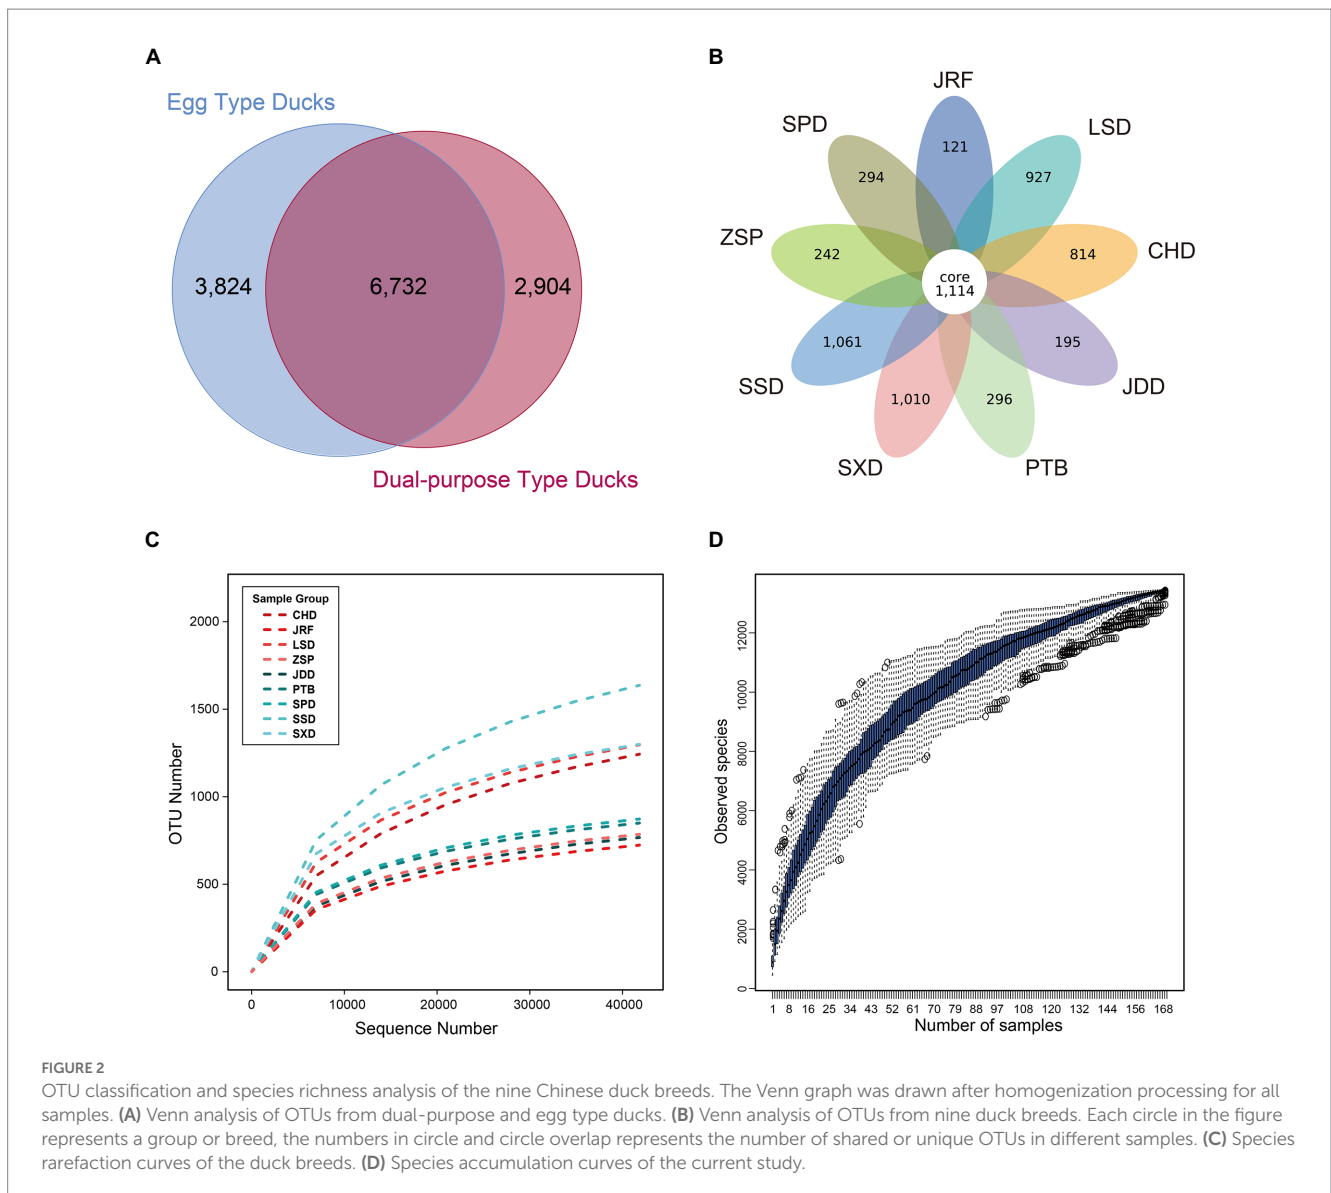 A
Egg Type Ducks
3,824
6,732
2,904
Dual-purpose Type Ducks
B
JRF
SPD
LSD
121
294
927
ZSP
CHD
242
814
core
1,114
1,061
195
SSD
JDD
1,010
296
SXD
PTB
C
Sample Group
CHD
JRF
LSD
ZSP
JDD
PTB
SPD
SSD
SXD
2000
1500
1000
500
0
OTU Number
0 10000 20000 30000 40000
Sequence Number
D
12000
10000
8000
6000
4000
2000
0
Observed species
1 8 16 25 34 43 52 61 70 79 88 97 108 120 132 144 156 168
Number of samples
FIGURE 2
OTU classification and species richness analysis of the nine Chinese duck breeds. The Venn graph was drawn after homogenization processing for all
samples. (A) Venn analysis of OTUs from dual-purpose and egg type ducks. (B) Venn analysis of OTUs from nine duck breeds. Each circle in the figure
represents a group or breed, the numbers in circle and circle overlap represents the number of shared or unique OTUs in different samples. (C) Species
rarefaction curves of the duck breeds. (D) Species accumulation curves of the current study.